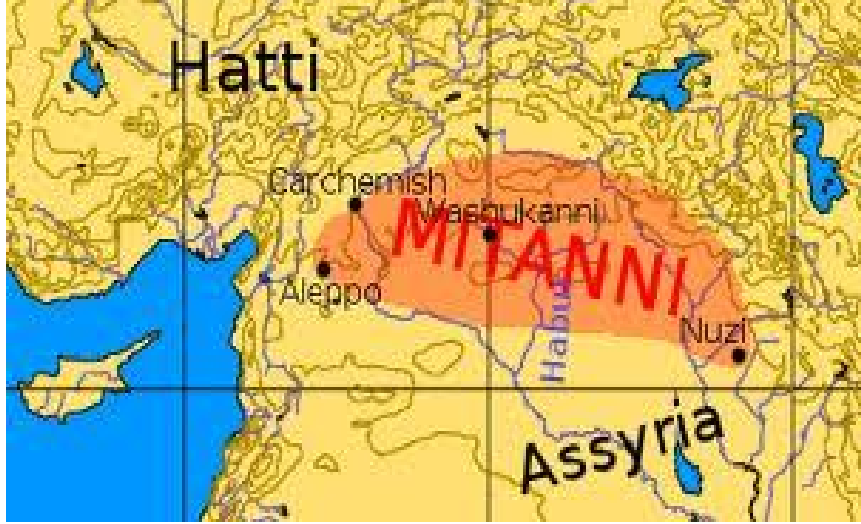 Hatti
Carchemish
Washukanni
MITANNI
Aleppo
Habur
Nuzi
Assyria